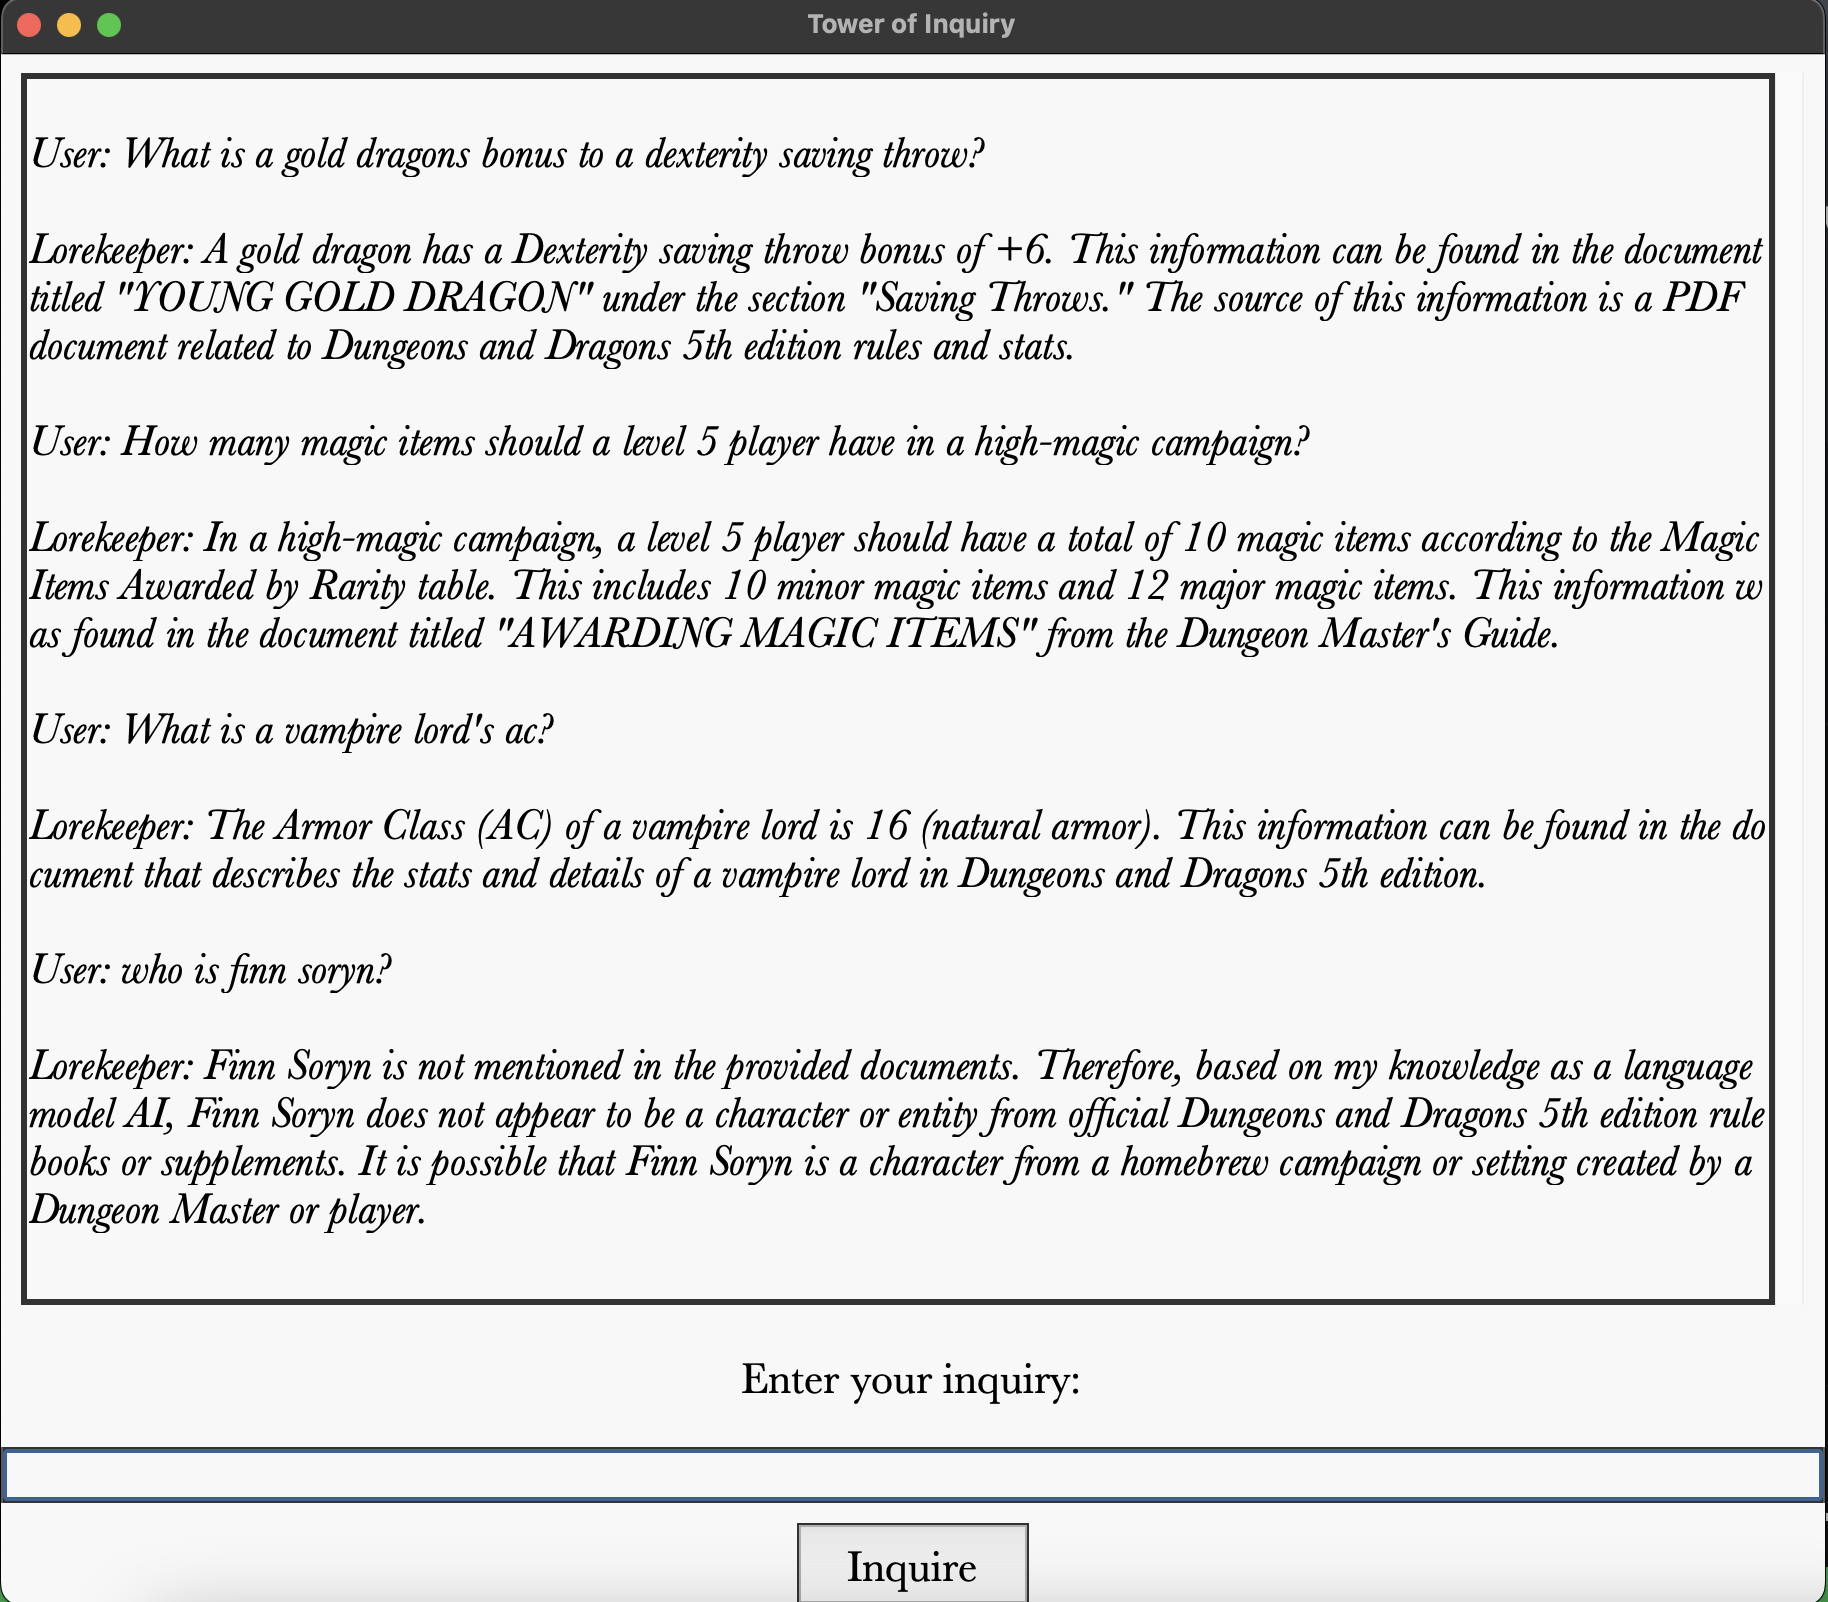 Tower of Inquiry
User: What is a gold dragons bonus to a dexterity saving throw?
Lorekeeper: A gold dragon has a Dexterity saving throw bonus of +6. This information can be found in the document
titled "YOUNG GOLD DRAGON" under the section "Saving Throws." The source of this information is a PDF
document related to Dungeons and Dragons 5th edition rules and stats.
User: How many magic items should a level 5 player have in a high-magic campaign?
Lorekeeper: In a high-magic campaign, a level 5 player should have a total of 10 magic items according to the Magic
Items Awarded by Rarity table. This includes 10 minor magic items and 12 major magic items. This information w
as found in the document titled "AWARDING MAGIC ITEMS" from the Dungeon Master's Guide.
User: What is a vampire lord's ac?
Lorekeeper: The Armor Class (AC) of a vampire lord is 16 (natural armor). This information can be found in the do
cument that describes the stats and details of a vampire lord in Dungeons and Dragons 5th edition.
User: who is finn soryn?
Lorekeeper: Finn Soryn is not mentioned in the provided documents. Therefore, based on my knowledge as a language
model AI, Finn Soryn does not appear to be a character or entity from official Dungeons and Dragons 5th edition rule
books or supplements. It is possible that Finn Soryn is a character from a homebrew campaign or setting created by a
Dungeon Master or player.
Enter your inquiry:
Inquire